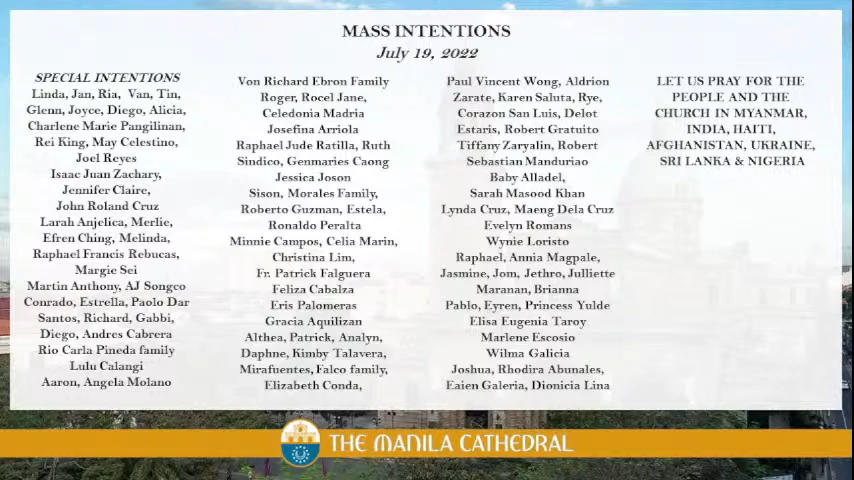 MASS INTENTIONS
July 19, 2022
SPECIAL INTENTIONS
Linda, Jan, Ria, Van, Tin,
Glenn, Joyce, Diego, Alicia,
Charlene Marie Pangilinan,
Rei King, May Celestino,
Joel Reyes
Isaac Juan Zachary,
Jennifer Claire,
John Roland Cruz
Larah Anjelica, Merlie,
Efren Ching, Melinda,
Raphael Francis Rebucas,
Margie Sei
Martin Anthony, AJ Songco
Conrado, Estrella, Paolo Dar
Santos, Richard, Gabbi,
Diego, Andres Cabrera
Rio Carla Pineda family
Lulu Calangi
Aaron, Angela Molano
Von Richard Ebron Family
Roger, Rocel Jane,
Celedonia Madria
Josefina Arriola
Raphael Jude Ratilla, Ruth
Sindico, Genmaries Caong
Jessica Joson
Sison, Morales Family,
Roberto Guzman, Estela,
Ronaldo Peralta
Minnie Campos, Celia Marin,
Christina Lim,
Fr. Patrick Falguera
Feliza Cabalza
Eris Palomeras
Gracia Aquilizan
Althea, Patrick, Analyn,
Daphne, Kimby Talavera,
Mirafuentes, Falco family,
Elizabeth Conda,
Paul Vincent Wong, Aldrion
Zarate, Karen Saluta, Rye,
Corazon San Luis, Delot
Estaris, Robert Gratuito
Tiffany Zaryalin, Robert
Sebastian Manduriao
Baby Alladel,
Sarah Masood Khan
Lynda Cruz, Maeng Dela Cruz
Evelyn Romans
Wynie Loristo
Raphael, Annia Magpale,
Jasmine, Jom, Jethro, Julliette
Maranan, Brianna
Pablo, Eyren, Princess Yulde
Elisa Eugenia Taroy
Marlene Escosio
Wilma Galicia
Joshua, Rhodira Abunales,
Eaien Galeria, Dionicia Lina
LET US PRAY FOR THE
PEOPLE AND THE
CHURCH IN MYANMAR,
INDIA, HAITI,
AFGHANISTAN, UKRAINE,
SRI LANKA & NIGERIA
THE MANILA CATHEDRAL